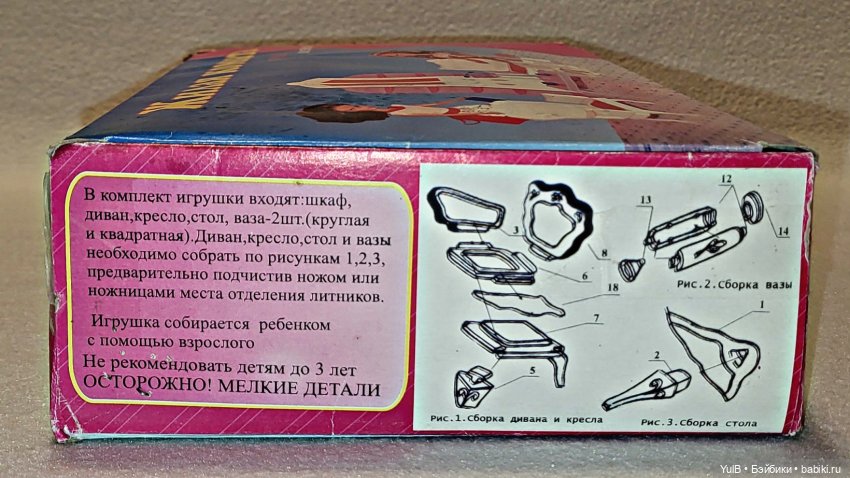 В комплект игрушки входят:шкаф,
диван,кресло,стол, ваза-2шт.(круглая
и квадратная).Диван,кресло,стол и вазы
необходимо собрать по рисункам 1,2,3,
предварительно подчистив ножом или
ножницами места отделения литников.
Игрушка собирается ребенком
с помощью взрослого
Не рекомендовать детям до 3 лет
ОСТОРОЖНО! МЕЛКИЕ ДЕТАЛИ
3
8
6
18
7
5
Рис.1.Сборка дивана и кресла
13
12
14
Рис.2.Сборка вазы
1
2
Рис.3.Сборка стола
YulB • Бэйбики • babiki.ru